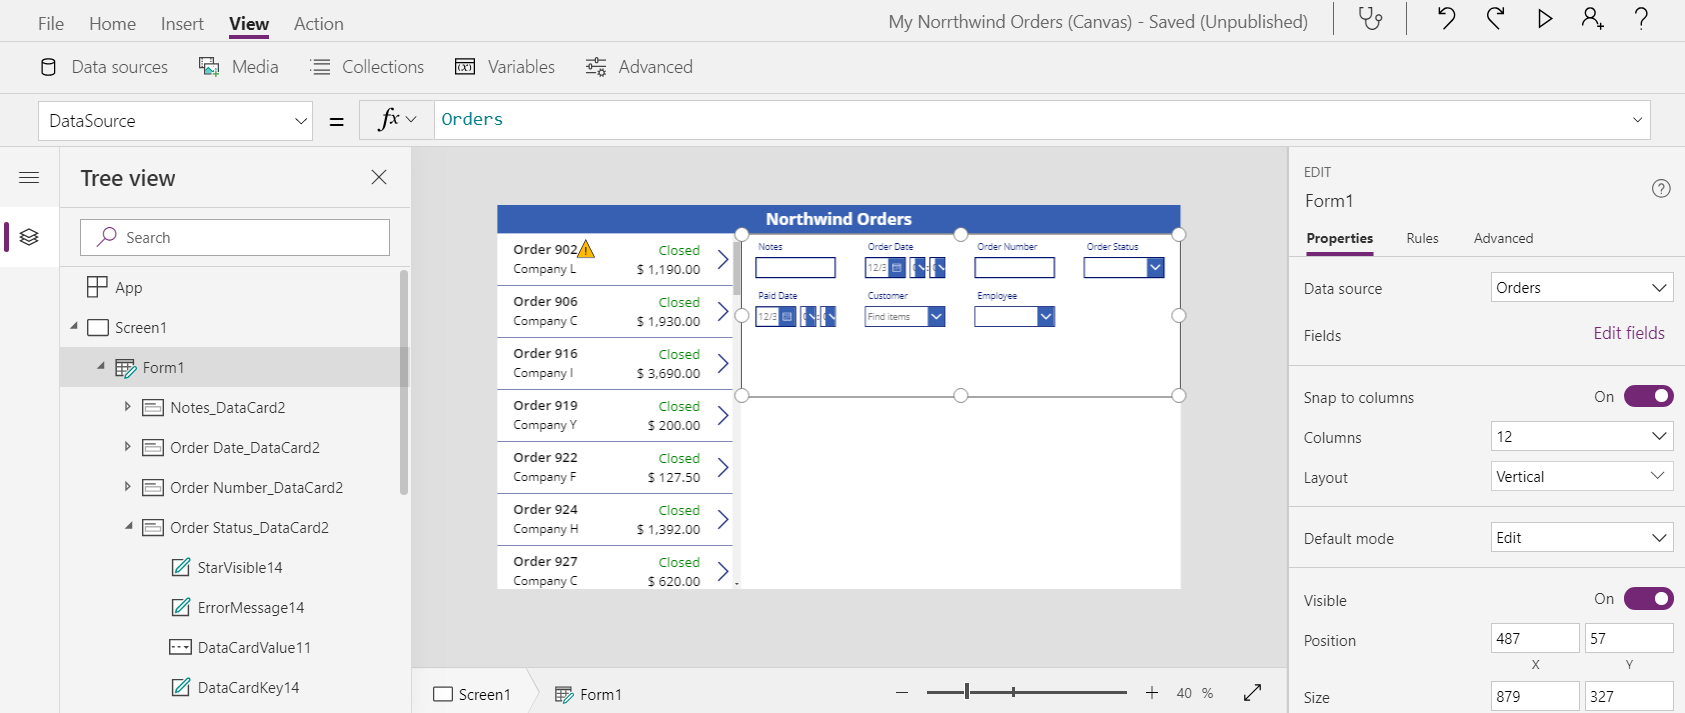 File Home Insert View Action
My Norrthwind Orders (Canvas) - Saved (Unpublished)
Data sources Media Collections Variables Advanced
DataSource = fx Orders
Tree view
Search
App
Screen1
Form1
Notes_DataCard2
Order Date_DataCard2
Order Number_DataCard2
Order Status_DataCard2
StarVisible14
ErrorMessage14
DataCardValue11
DataCardKey14
Northwind Orders
Order 902 Closed
Company L $ 1,190.00
Order 906 Closed
Company C $ 1,930.00
Order 916 Closed
Company I $ 3,690.00
Order 919 Closed
Company Y $ 200.00
Order 922 Closed
Company F $ 127.50
Order 924 Closed
Company H $ 1,392.00
Order 927 Closed
Company C $ 620.00
Notes Order Date Order Number Order Status
12/3
Paid Date Customer Employee
12/3 Find items
Screen1 Form1
40 %
EDIT
Form1
Properties Rules Advanced
Data source Orders
Fields Edit fields
Snap to columns On
Columns 12
Layout Vertical
Default mode Edit
Visible On
Position 487 57
X Y
Size 879 327